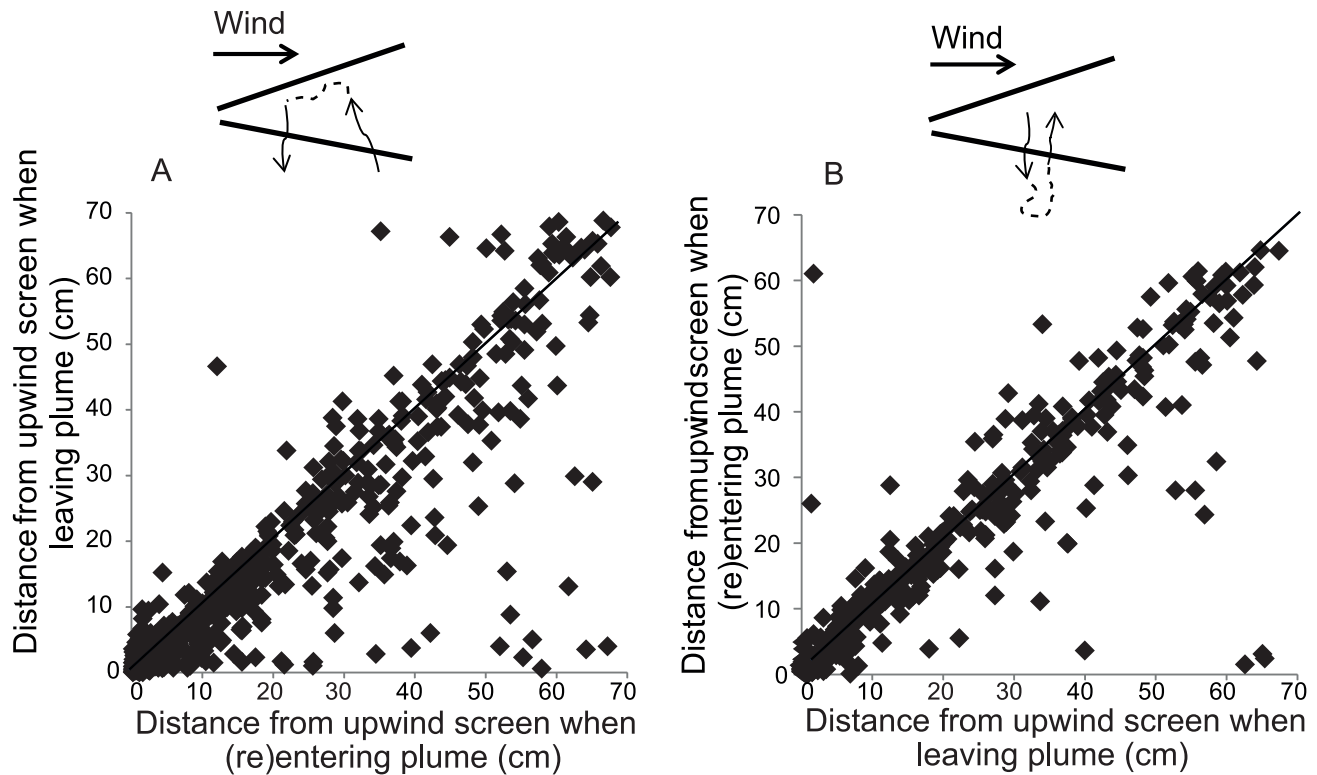 Wind
A
Distance from upwind screen when
leaving plume (cm)
70
60
50
40
30
20
10
0
0 10 20 30 40 50 60 70
Distance from upwind screen when
(re)entering plume (cm)
Wind
B
Distance fromupwindscreen when
(re)entering plume (cm)
70
60
50
40
30
20
10
0
0 10 20 30 40 50 60 70
Distance from upwind screen when
leaving plume (cm)